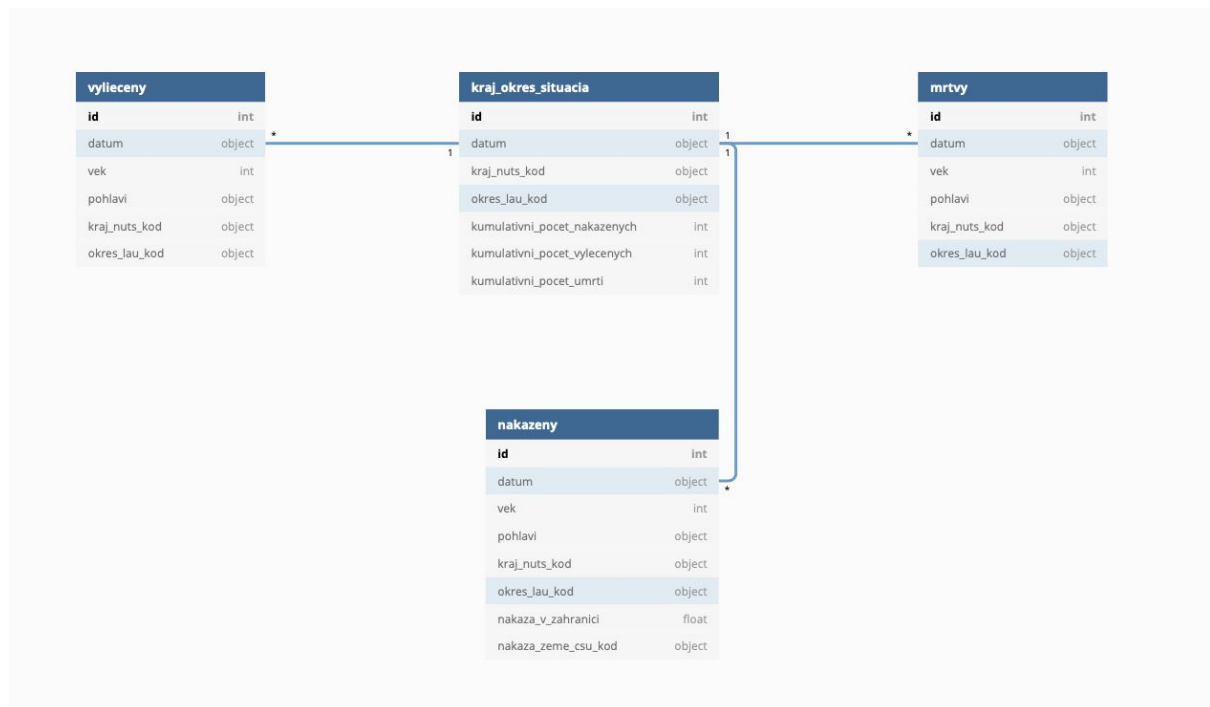 vylieceny
id int
datum object
vek int
pohlavi object
kraj_nuts_kod object
okres_lau_kod object
*
1
kraj_okres_situacia
id int
datum object
kraj_nuts_kod object
okres_lau_kod object
kumulativni_pocet_nakazenych int
kumulativni_pocet_vylecenych int
kumulativni_pocet_umrti int
1
1
*
mrtvy
id int
datum object
vek int
pohlavi object
kraj_nuts_kod object
okres_lau_kod object
nakazeny
id int
datum object
vek int
pohlavi object
kraj_nuts_kod object
okres_lau_kod object
nakaza_v_zahranici float
nakaza_zeme_csu_kod object
*